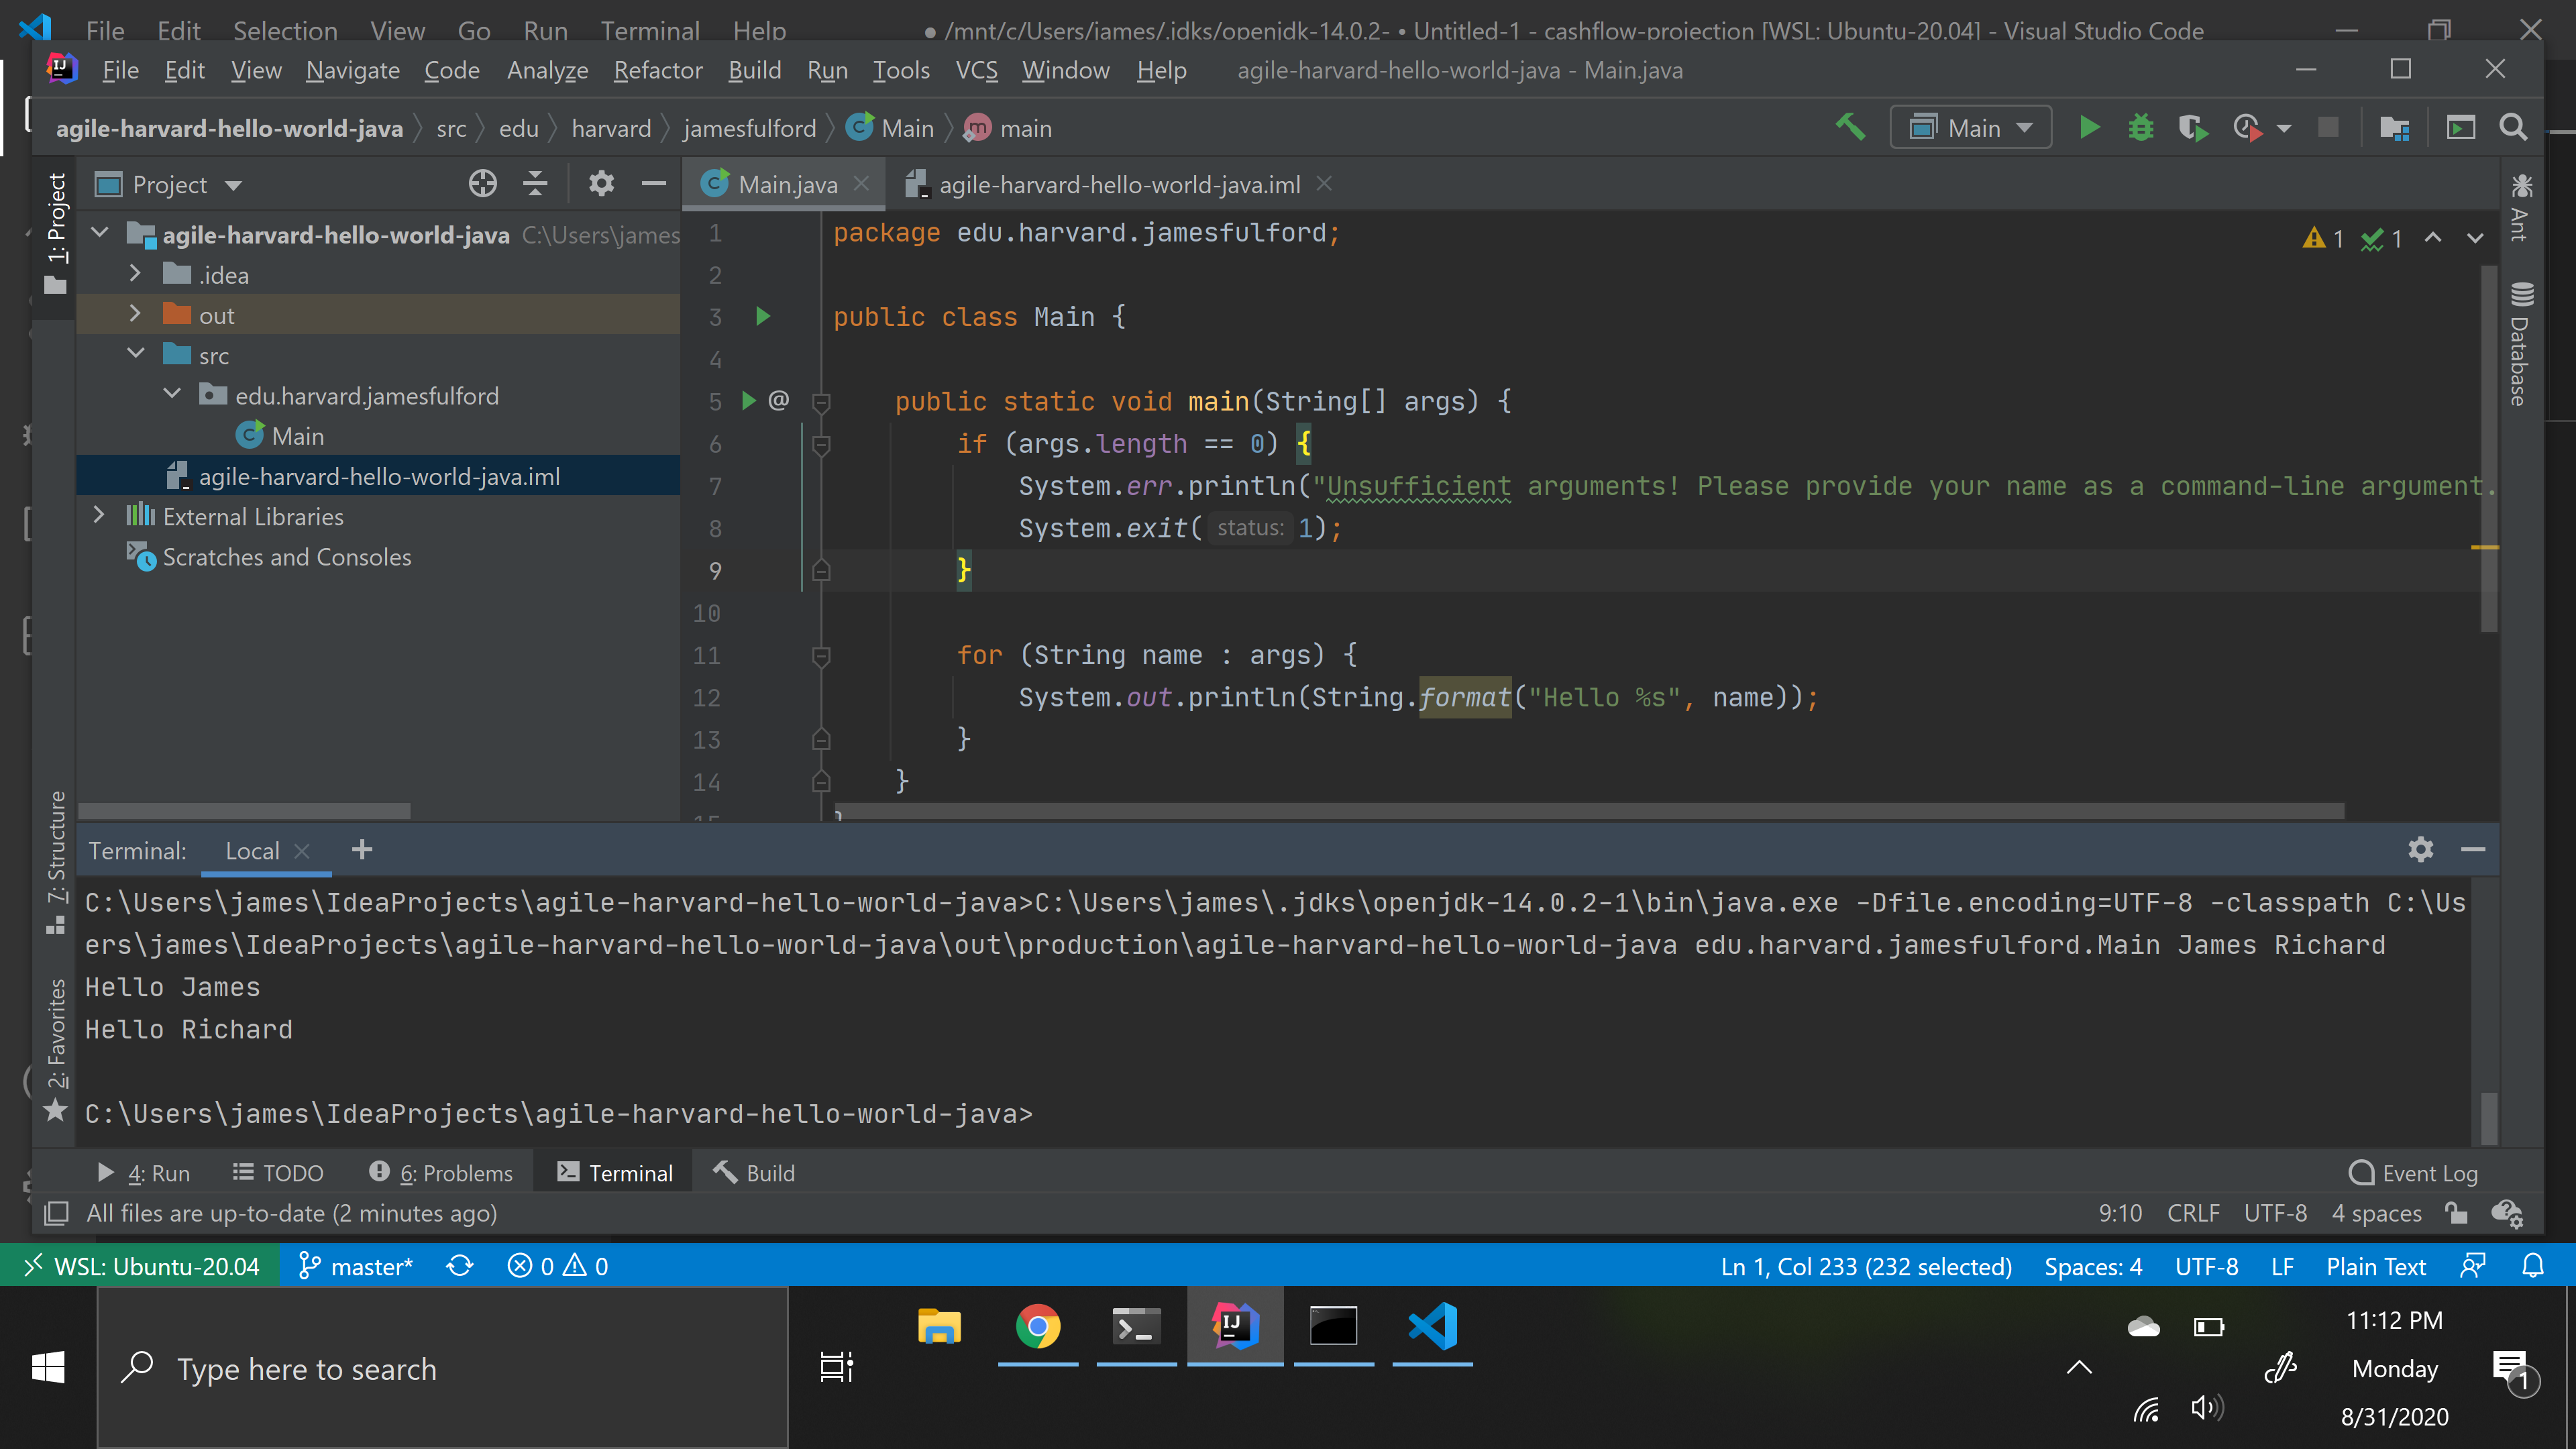 File Edit Selection View Go Run Terminal Help ● /mnt/c/Users/james/.jdks/openjdk-14.0.2- • Untitled-1 - cashflow-projection [WSL: Ubuntu-20.04] - Visual Studio Code
File Edit View Navigate Code Analyze Refactor Build Run Tools VCS Window Help agile-harvard-hello-world-java - Main.java
agile-harvard-hello-world-java src edu harvard jamesfulford Main main Main
1: Project
Project
Main.java
agile-harvard-hello-world-java.iml
Ant
Database
agile-harvard-hello-world-java C:\Users\james
.idea
out
src
edu.harvard.jamesfulford
Main
agile-harvard-hello-world-java.iml
External Libraries
Scratches and Consoles
1 1
1 package edu.harvard.jamesfulford;
2
3 public class Main {
4
5 @ public static void main(String[] args) {
6 if (args.length == 0) {
7 System.err.println("Unsufficient arguments! Please provide your name as a command-line argument.
8 System.exit( status: 1);
9 }
10
11 for (String name : args) {
12 System.out.println(String.format("Hello %s", name));
13 }
14 }
7: Structure
2: Favorites
Terminal: Local +
C:\Users\james\IdeaProjects\agile-harvard-hello-world-java>C:\Users\james\.jdks\openjdk-14.0.2-1\bin\java.exe -Dfile.encoding=UTF-8 -classpath C:\Us
ers\james\IdeaProjects\agile-harvard-hello-world-java\out\production\agile-harvard-hello-world-java edu.harvard.jamesfulford.Main James Richard
Hello James
Hello Richard
C:\Users\james\IdeaProjects\agile-harvard-hello-world-java>
4: Run TODO 6: Problems Terminal Build Event Log
All files are up-to-date (2 minutes ago) 9:10 CRLF UTF-8 4 spaces
WSL: Ubuntu-20.04 master* 0 0 Ln 1, Col 233 (232 selected) Spaces: 4 UTF-8 LF Plain Text
Type here to search
11:12 PM
Monday
8/31/2020
1